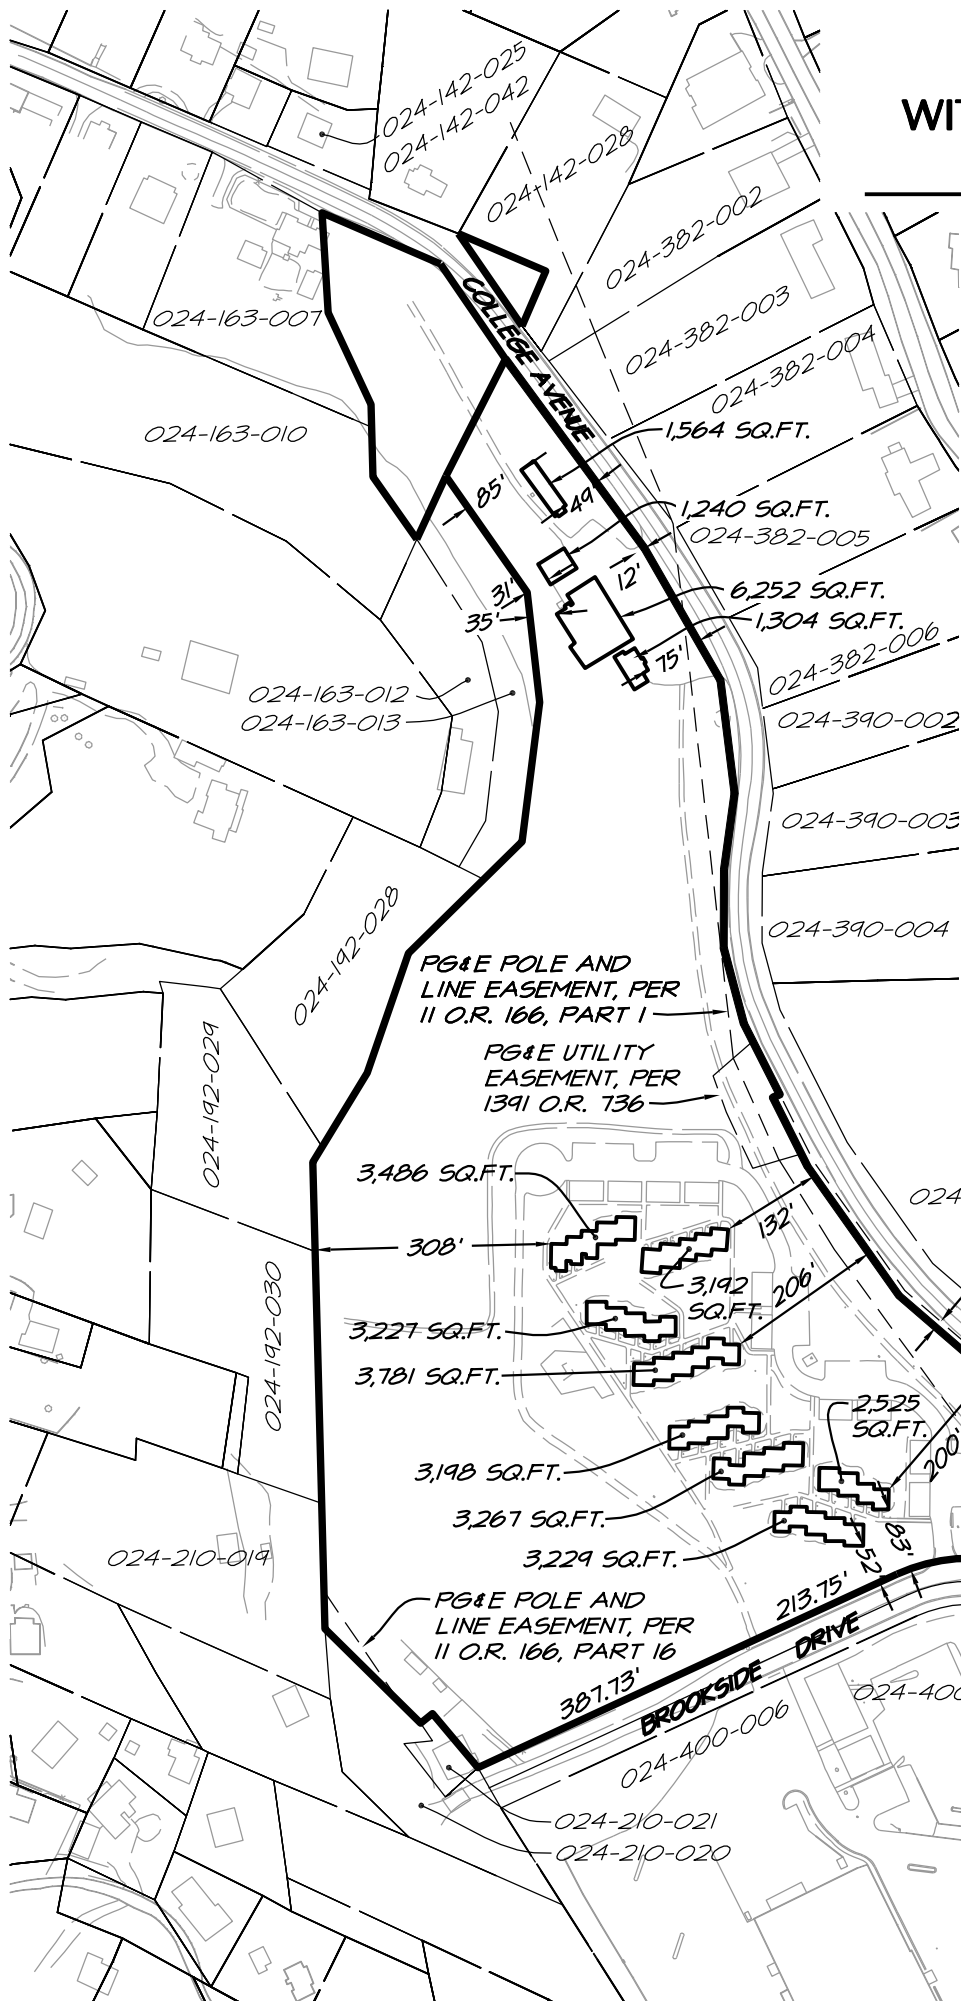 WIT
024-142-025
024-142-042
024-142-028
024-382-002
024-163-007
COLLEGE AVENUE
024-382-003
024-382-004
024-163-010
1,564 SQ.FT.
85'
49'
1,240 SQ.FT.
024-382-005
12'
31'
6,252 SQ.FT.
35'
1,304 SQ.FT.
75'
024-382-006
024-163-012
024-163-013
024-390-002
024-390-003
024-192-028
024-390-004
PG&E POLE AND
LINE EASEMENT, PER
11 O.R. 166, PART 1
024-192-029
PG&E UTILITY
EASEMENT, PER
1391 O.R. 736
3,486 SQ.FT.
024
132'
308'
3,192
SQ.FT.
206'
024-192-030
3,227 SQ.FT.
3,781 SQ.FT.
2,525
SQ.FT.
200'
3,198 SQ.FT.
3,267 SQ.FT.
83'
3,229 SQ.FT.
52'
024-210-019
213.75'
PG&E POLE AND
LINE EASEMENT, PER
11 O.R. 166, PART 16
387.73'
BROOKSIDE DRIVE
024-400
024-400-006
024-210-021
024-210-020